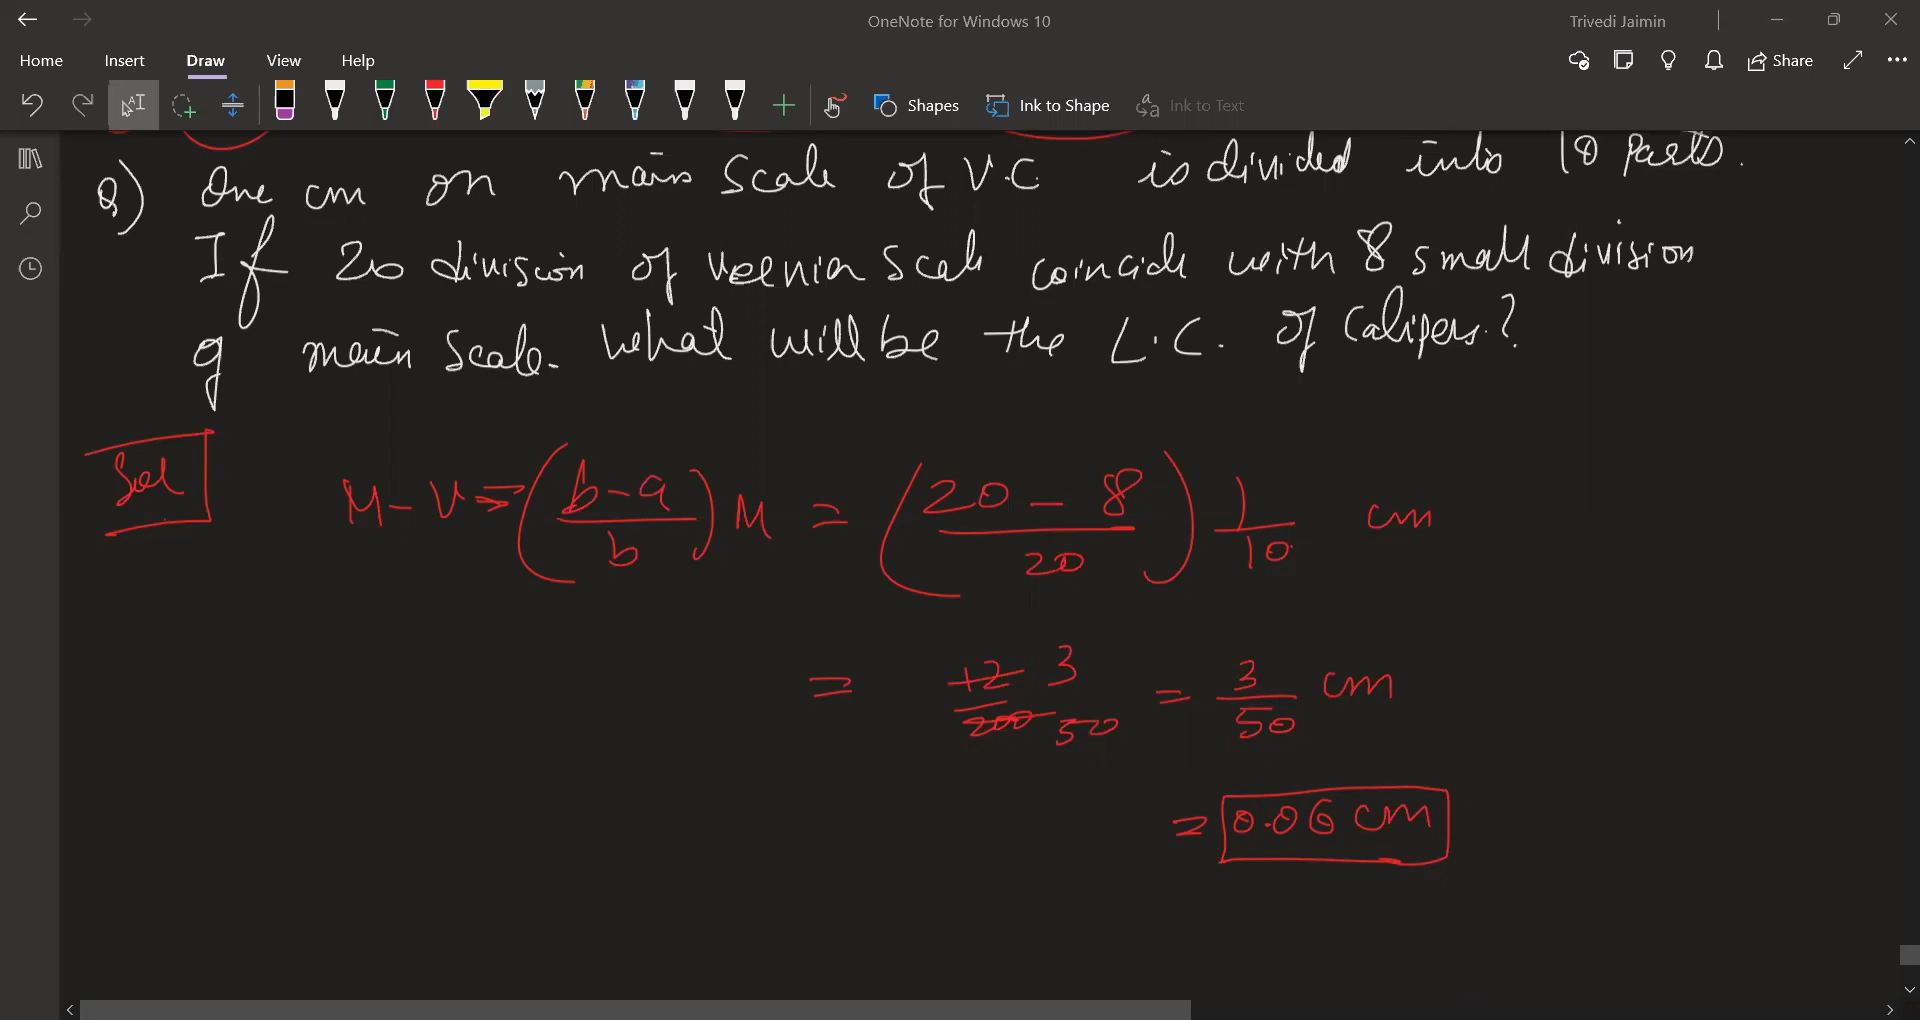 OneNote for Windows 10
Trivedi Jaimin
Home Insert Draw View Help
Share
Shapes Ink to Shape Ink to Text
Q) One cm on main scale of V.C. is divided into 10 parts.
If 20 division of vernier scale coincide with 8 small division
of main scale. what will be the L.C. of calipers.?
Sol M - V = (b - a / b) M = (20 - 8 / 20) 1/10 cm
= 12 3 / 200 50 = 3/50 cm
= 0.06 cm